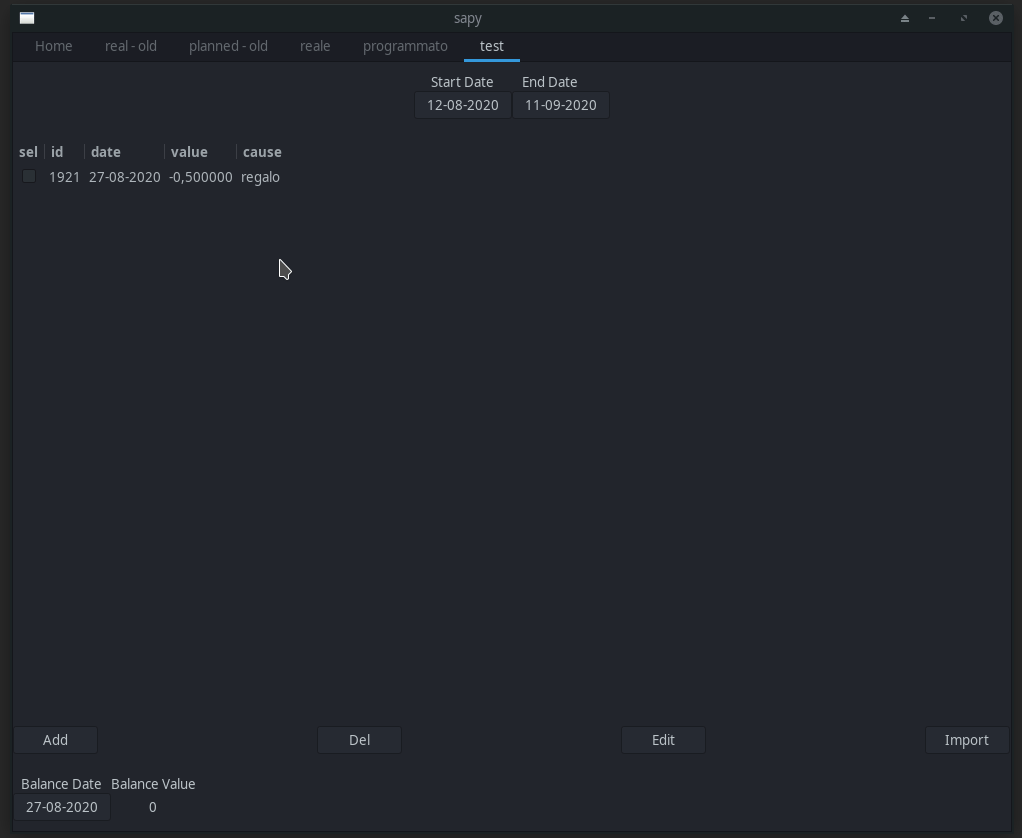 sapy
Home real - old planned - old reale programmato test
Start Date End Date
12-08-2020 11-09-2020
sel id date value cause
1921 27-08-2020 -0,500000 regalo
Add Del Edit Import
Balance Date Balance Value
27-08-2020 0